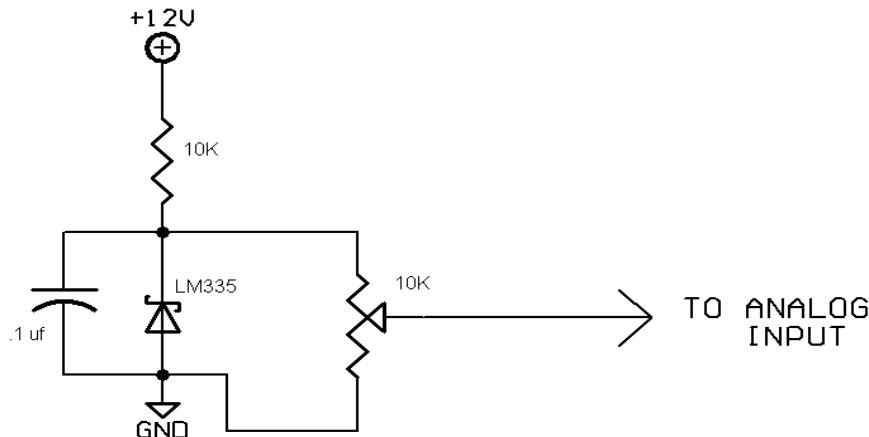 +12V
10K
LM335
10K
.1 uf
TO ANALOG
INPUT
GND